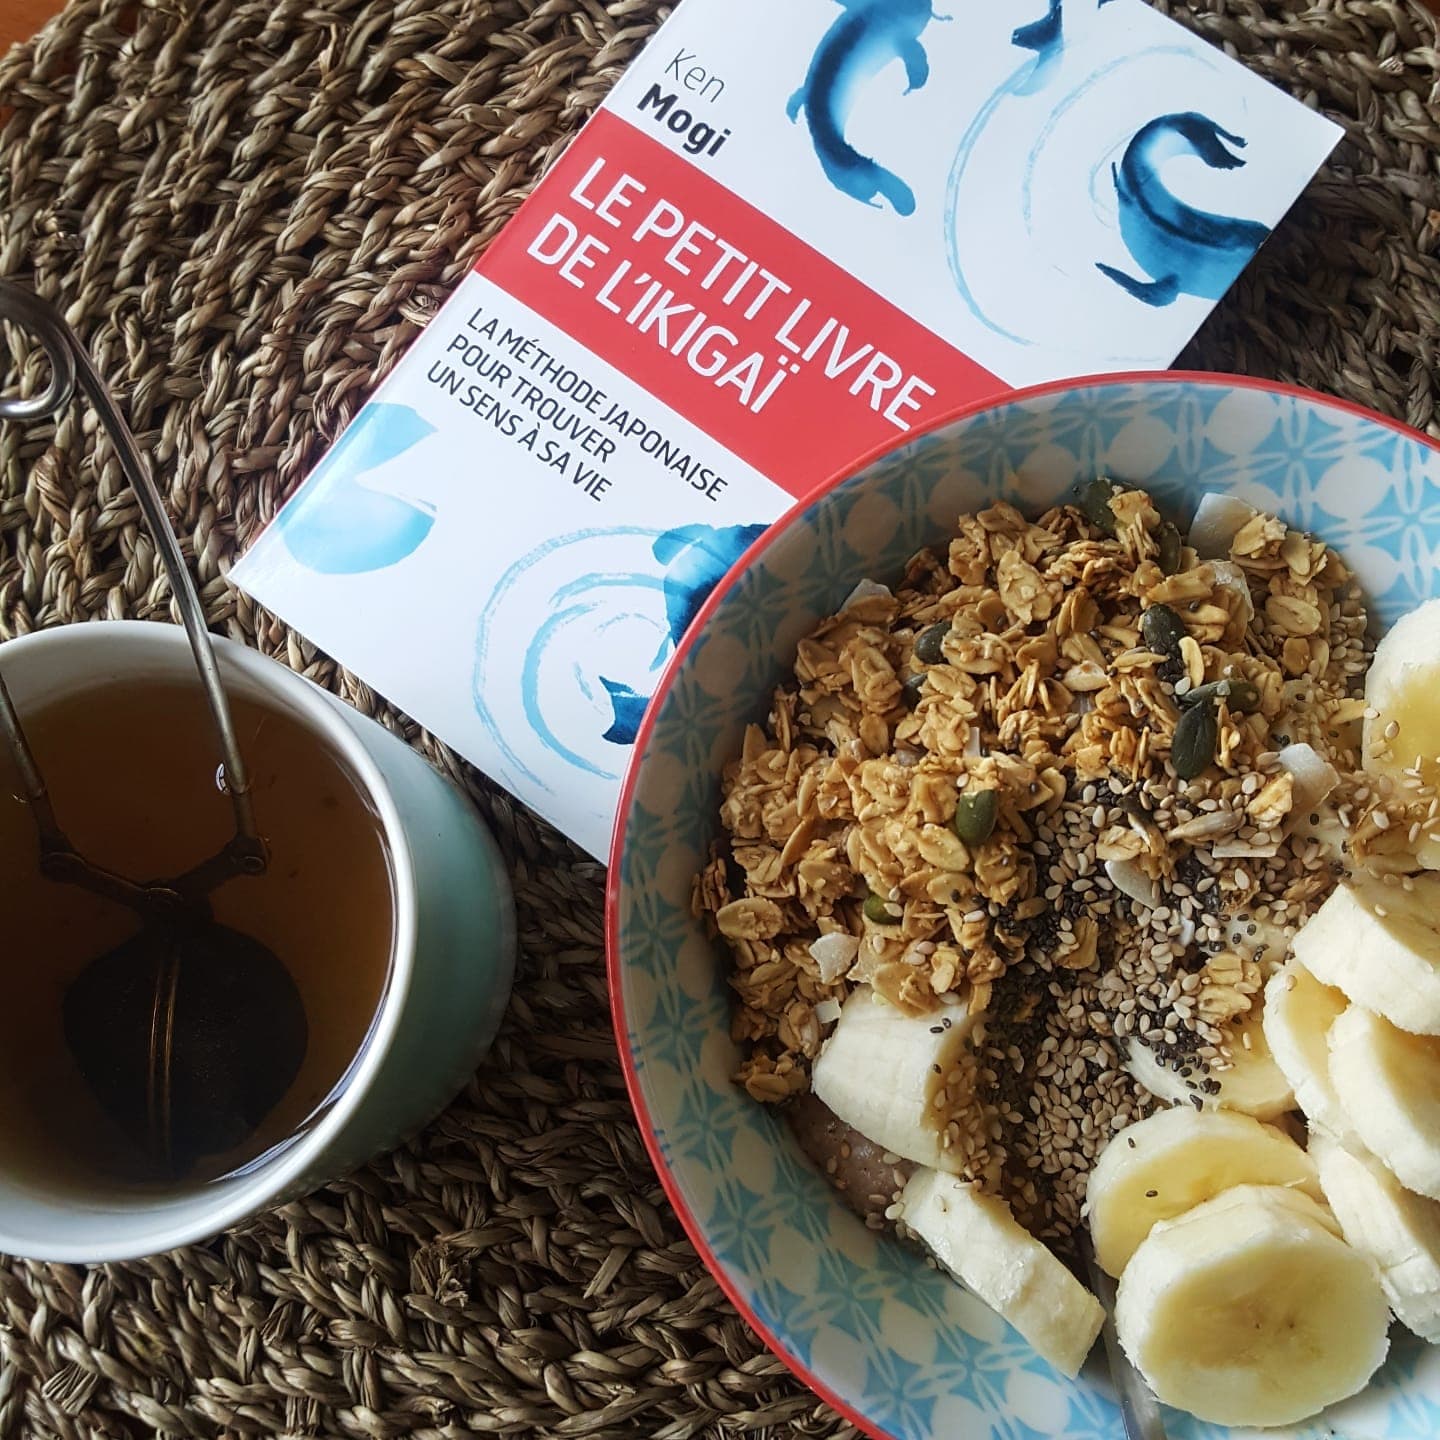 Ken
Mogi
LE PETIT LIVRE
DE L'IKIGAÏ
LA MÉTHODE JAPONAISE
POUR TROUVER
UN SENS À SA VIE